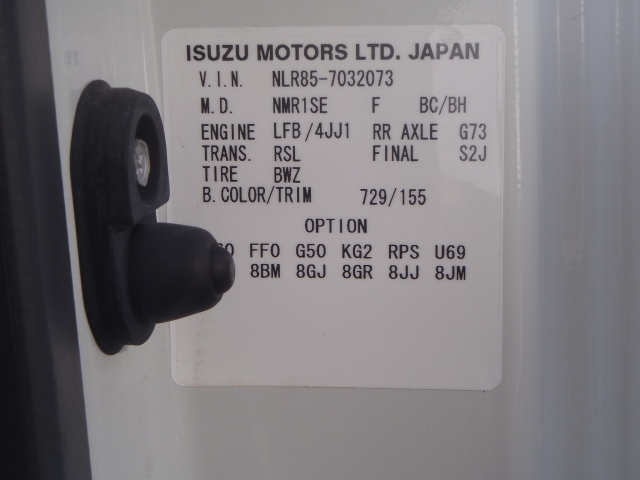 ISUZU MOTORS LTD. JAPAN
V.I.N. NLR85-7032073
M.D. NMR1SE F BC/BH
ENGINE LFB/4JJ1 RR AXLE G73
TRANS. RSL FINAL S2J
TIRE BWZ
B.COLOR/TRIM 729/155
OPTION
FF0 G50 KG2 RPS U69
8BM 8GJ 8GR 8JJ 8JM